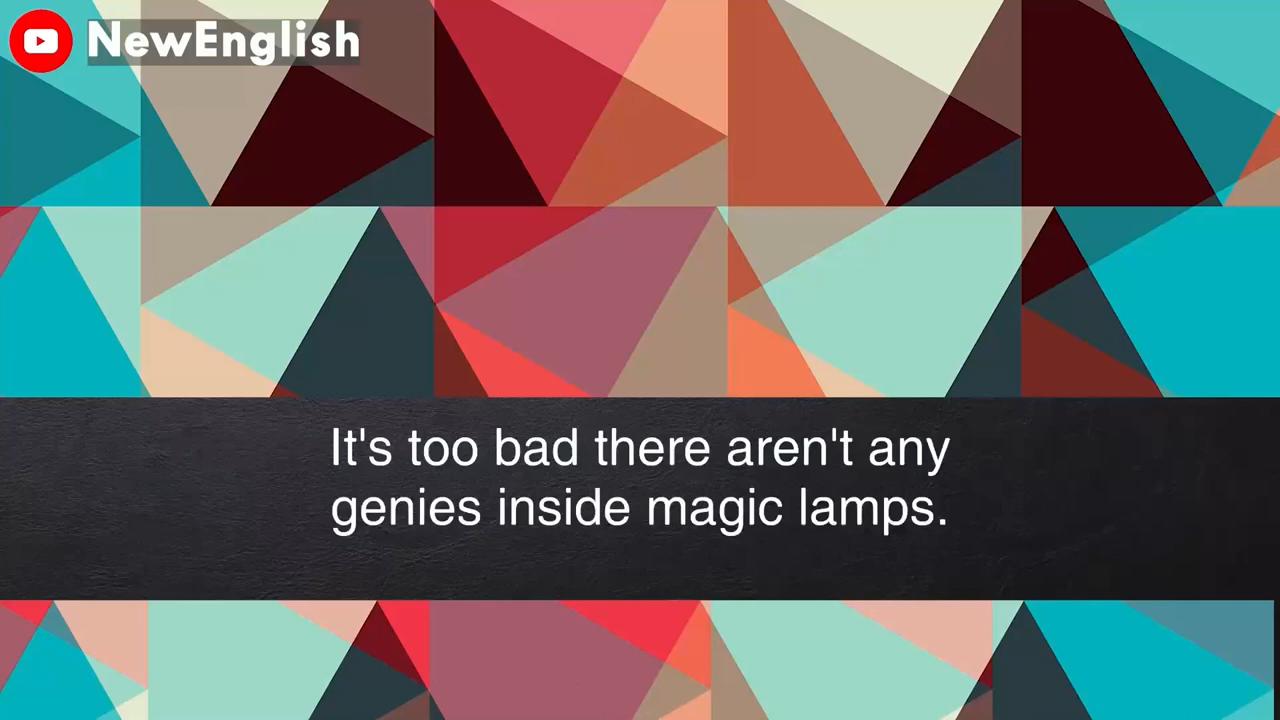 NewEnglish
It's too bad there aren't any
genies inside magic lamps.